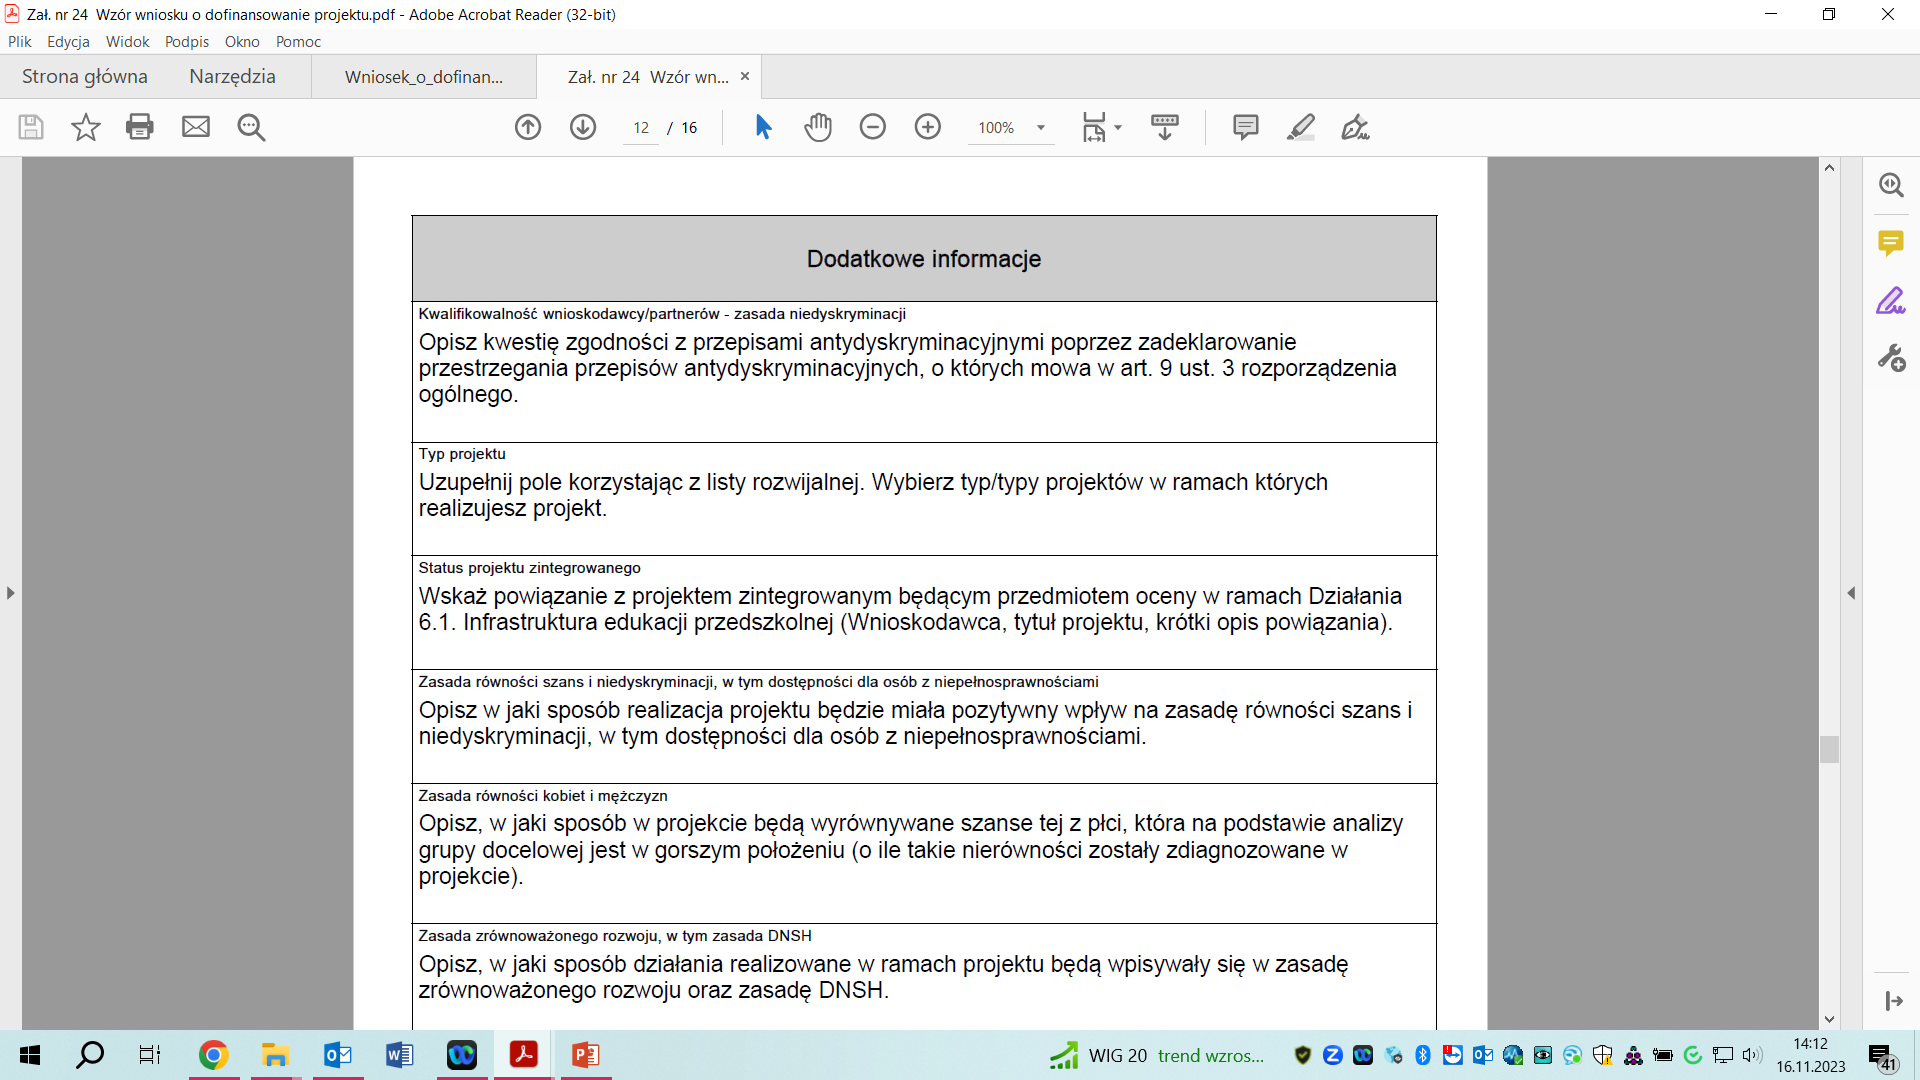 Zał. nr 24  Wzór wniosku o dofinansowanie projektu.pdf - Adobe Acrobat Reader (32-bit)
Plik Edycja Widok Podpis Okno Pomoc
Strona główna Narzędzia Wniosek_o_dofinan... Zał. nr 24  Wzór wn...
12 / 16 100%
Dodatkowe informacje
Kwalifikowalność wnioskodawcy/partnerów - zasada niedyskryminacji
Opisz kwestię zgodności z przepisami antydyskryminacyjnymi poprzez zadeklarowanie
przestrzegania przepisów antydyskryminacyjnych, o których mowa w art. 9 ust. 3 rozporządzenia
ogólnego.
Typ projektu
Uzupełnij pole korzystając z listy rozwijalnej. Wybierz typ/typy projektów w ramach których
realizujesz projekt.
Status projektu zintegrowanego
Wskaż powiązanie z projektem zintegrowanym będącym przedmiotem oceny w ramach Działania
6.1. Infrastruktura edukacji przedszkolnej (Wnioskodawca, tytuł projektu, krótki opis powiązania).
Zasada równości szans i niedyskryminacji, w tym dostępności dla osób z niepełnosprawnościami
Opisz w jaki sposób realizacja projektu będzie miała pozytywny wpływ na zasadę równości szans i
niedyskryminacji, w tym dostępności dla osób z niepełnosprawnościami.
Zasada równości kobiet i mężczyzn
Opisz, w jaki sposób w projekcie będą wyrównywane szanse tej z płci, która na podstawie analizy
grupy docelowej jest w gorszym położeniu (o ile takie nierówności zostały zdiagnozowane w
projekcie).
Zasada zrównoważonego rozwoju, w tym zasada DNSH
Opisz, w jaki sposób działania realizowane w ramach projektu będą wpisywały się w zasadę
zrównoważonego rozwoju oraz zasadę DNSH.
WIG 20 trend wzros...
14:12
16.11.2023
41